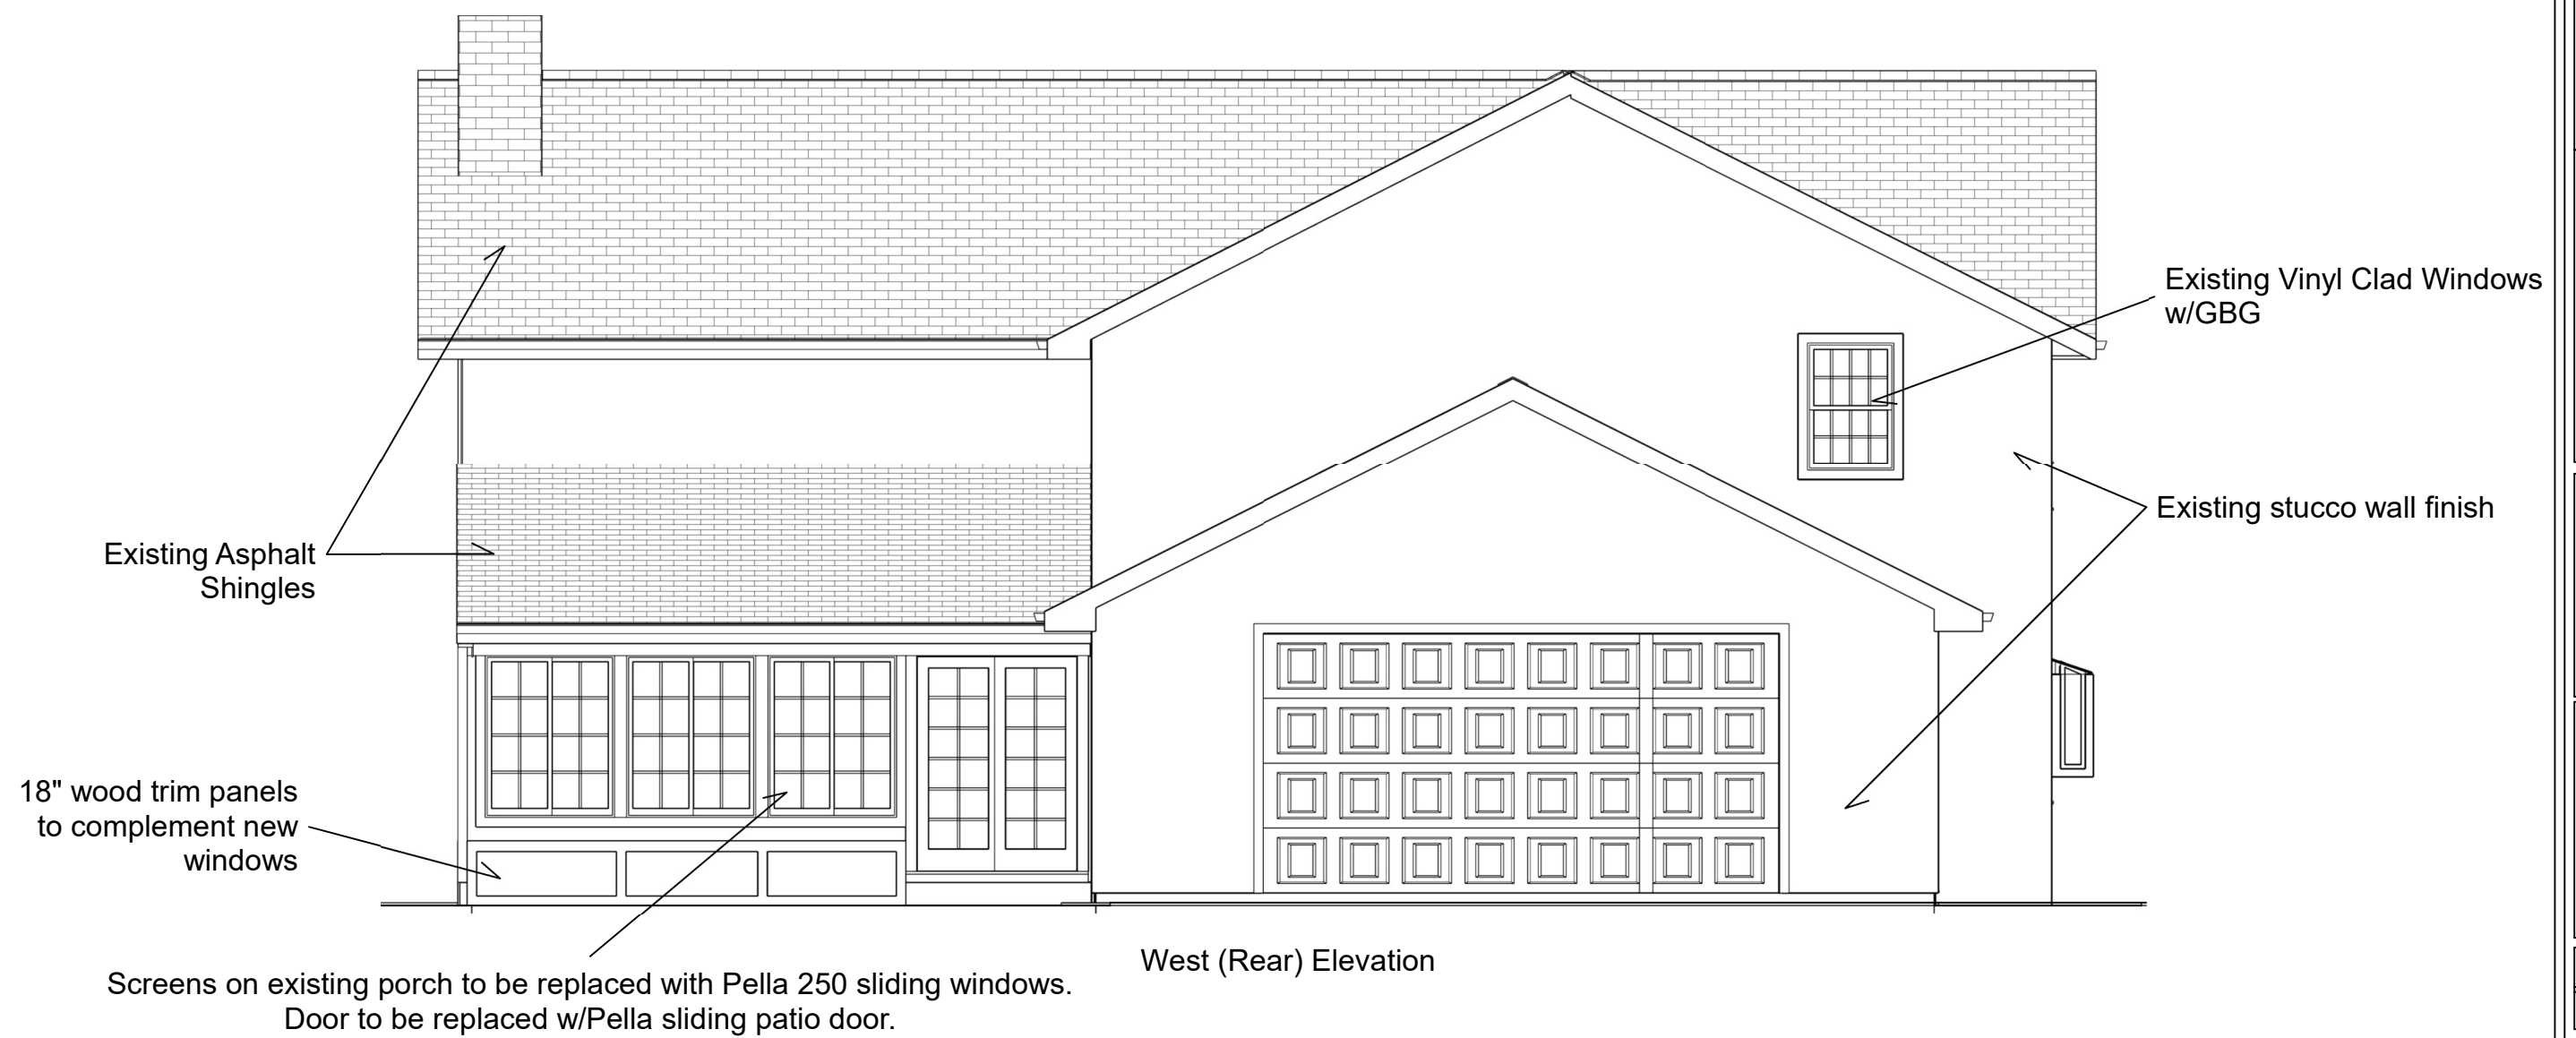 Existing Vinyl Clad Windows
w/GBG
Existing stucco wall finish
Existing Asphalt
Shingles
18" wood trim panels
to complement new
windows
West (Rear) Elevation
Screens on existing porch to be replaced with Pella 250 sliding windows.
Door to be replaced w/Pella sliding patio door.